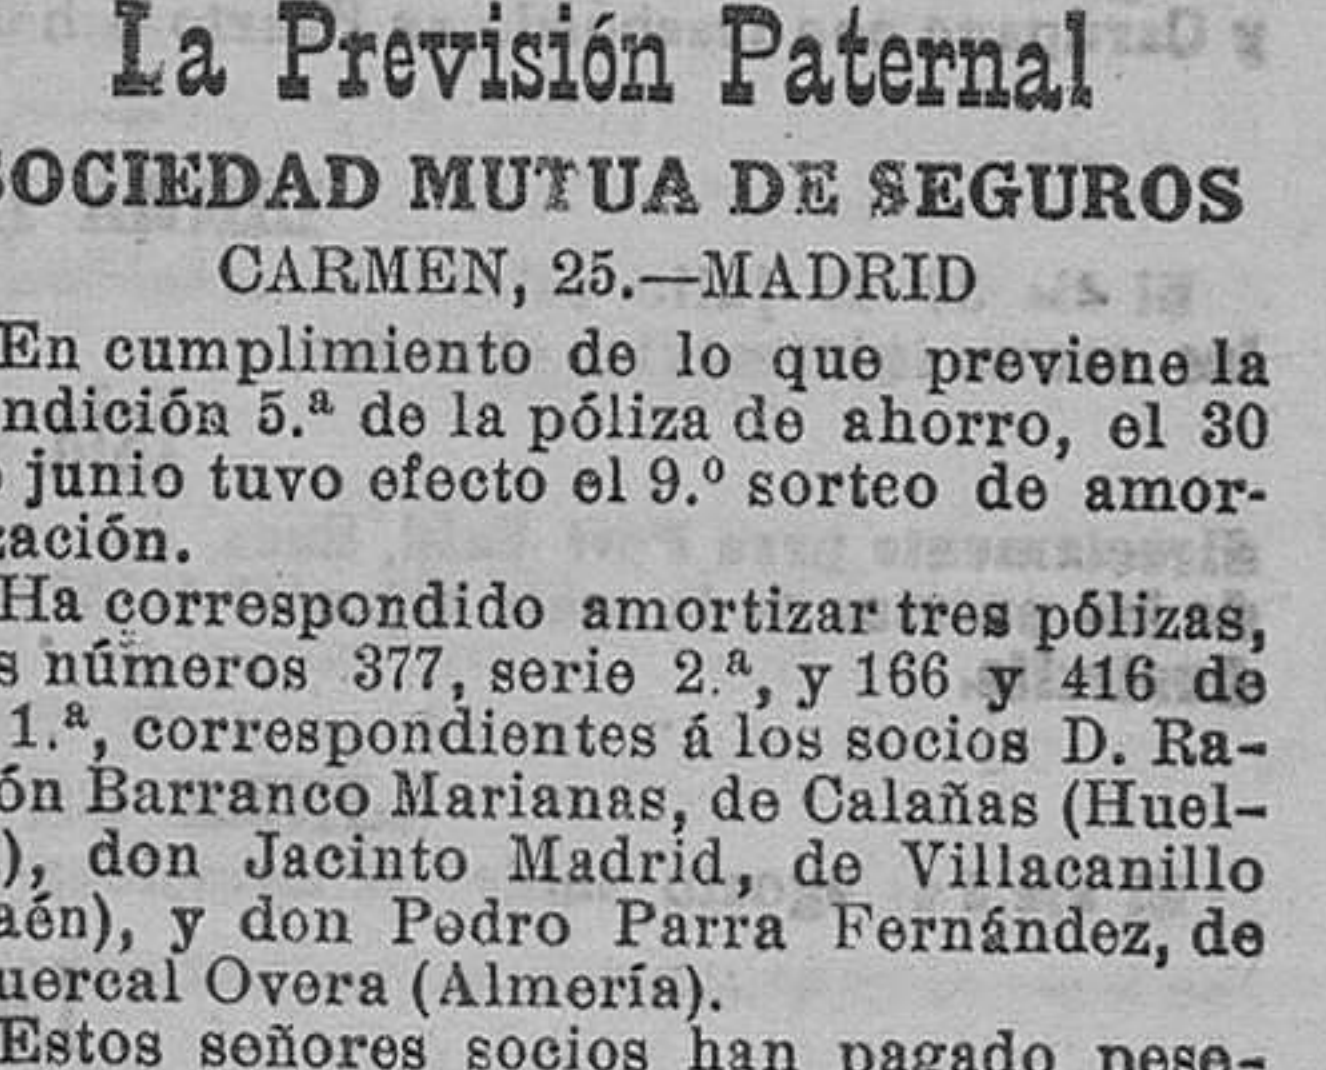 La Previsión Paternal
SOCIEDAD MUTUA DE SEGUROS
CARMEN, 25.—MADRID
En cumplimiento de lo que previene la
ndición 5.ª de la póliza de ahorro, el 30
junio tuvo efecto el 9.º sorteo de amor-
zación.
Ha correspondido amortizar tres pólizas,
s números 377, serie 2.ª, y 166 y 416 de
1.ª, correspondientes á los socios D. Ra-
ón Barranco Marianas, de Calañas (Huel-
), don Jacinto Madrid, de Villacanillo
aén), y don Pedro Parra Fernández, de
uercal Overa (Almería).
Estos señores socios han pagado pese-